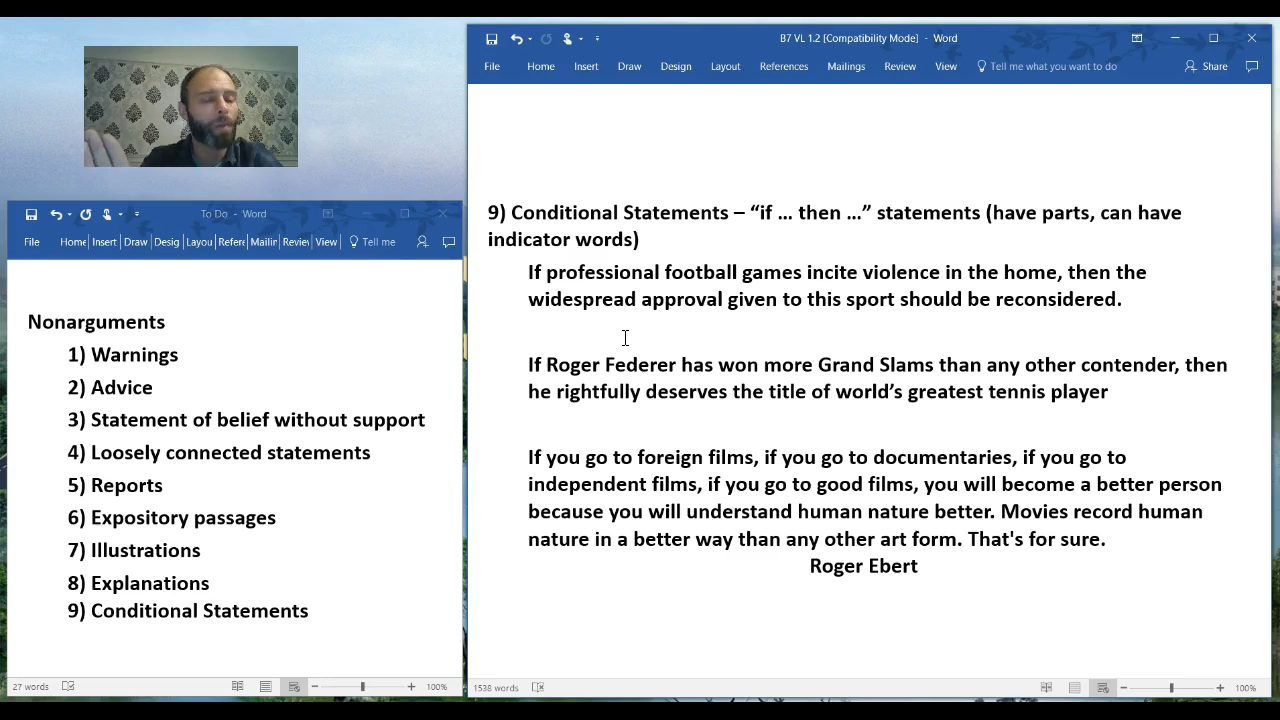 To Do - Word
File Home Insert Draw Desig Layou Refere Mailin Review View Tell me
Nonarguments
1) Warnings
2) Advice
3) Statement of belief without support
4) Loosely connected statements
5) Reports
6) Expository passages
7) Illustrations
8) Explanations
9) Conditional Statements
27 words 100%
B7 VL 1.2 [Compatibility Mode] - Word
File Home Insert Draw Design Layout References Mailings Review View Tell me what you want to do Share
9) Conditional Statements – “if ... then ...” statements (have parts, can have
indicator words)
If professional football games incite violence in the home, then the
widespread approval given to this sport should be reconsidered.
If Roger Federer has won more Grand Slams than any other contender, then
he rightfully deserves the title of world’s greatest tennis player
If you go to foreign films, if you go to documentaries, if you go to
independent films, if you go to good films, you will become a better person
because you will understand human nature better. Movies record human
nature in a better way than any other art form. That's for sure.
Roger Ebert
1538 words 100%